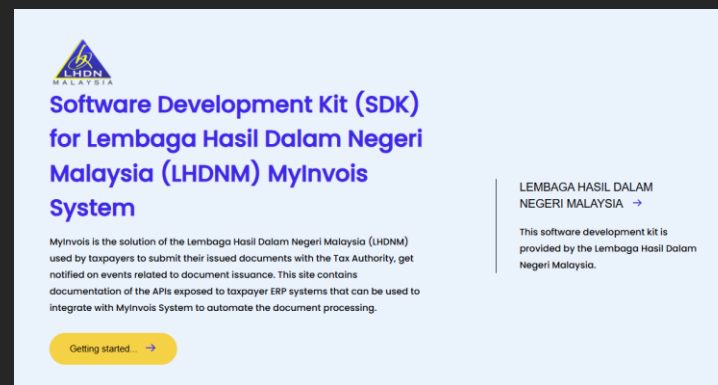 LHDN
MALAYSIA
Software Development Kit (SDK)
for Lembaga Hasil Dalam Negeri
Malaysia (LHDNM) MyInvois
System
MyInvois is the solution of the Lembaga Hasil Dalam Negeri Malaysia (LHDNM)
used by taxpayers to submit their issued documents with the Tax Authority, get
notified on events related to document issuance. This site contains
documentation of the APIs exposed to taxpayer ERP systems that can be used to
integrate with MyInvois System to automate the document processing.
Getting started... →
LEMBAGA HASIL DALAM
NEGERI MALAYSIA →
This software development kit is
provided by the Lembaga Hasil Dalam
Negeri Malaysia.